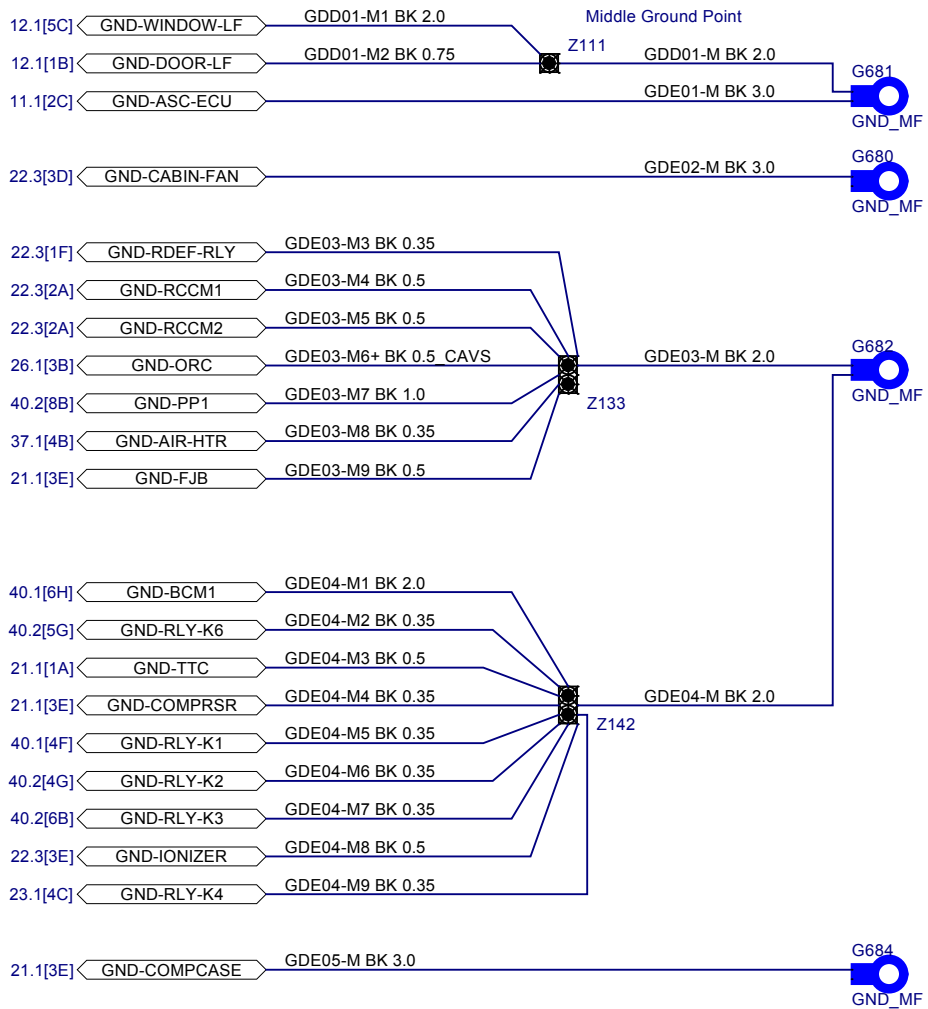 GDD01-M1 BK 2.0 Middle Ground Point
12.1[5C] GND-WINDOW-LF
Z111
12.1[1B] GND-DOOR-LF GDD01-M2 BK 0.75 GDD01-M BK 2.0
G681
11.1[2C] GND-ASC-ECU GDE01-M BK 3.0
GND_MF
G680
22.3[3D] GND-CABIN-FAN GDE02-M BK 3.0
GND_MF
22.3[1F] GND-RDEF-RLY GDE03-M3 BK 0.35
22.3[2A] GND-RCCM1 GDE03-M4 BK 0.5
22.3[2A] GND-RCCM2 GDE03-M5 BK 0.5
G682
26.1[3B] GND-ORC GDE03-M6+ BK 0.5_CAVS GDE03-M BK 2.0
GND_MF
40.2[8B] GND-PP1 GDE03-M7 BK 1.0 Z133
37.1[4B] GND-AIR-HTR GDE03-M8 BK 0.35
21.1[3E] GND-FJB GDE03-M9 BK 0.5
40.1[6H] GND-BCM1 GDE04-M1 BK 2.0
40.2[5G] GND-RLY-K6 GDE04-M2 BK 0.35
21.1[1A] GND-TTC GDE04-M3 BK 0.5
21.1[3E] GND-COMPRSR GDE04-M4 BK 0.35 GDE04-M BK 2.0
Z142
40.1[4F] GND-RLY-K1 GDE04-M5 BK 0.35
40.2[4G] GND-RLY-K2 GDE04-M6 BK 0.35
40.2[6B] GND-RLY-K3 GDE04-M7 BK 0.35
22.3[3E] GND-IONIZER GDE04-M8 BK 0.5
23.1[4C] GND-RLY-K4 GDE04-M9 BK 0.35
G684
21.1[3E] GND-COMPCASE GDE05-M BK 3.0
GND_MF